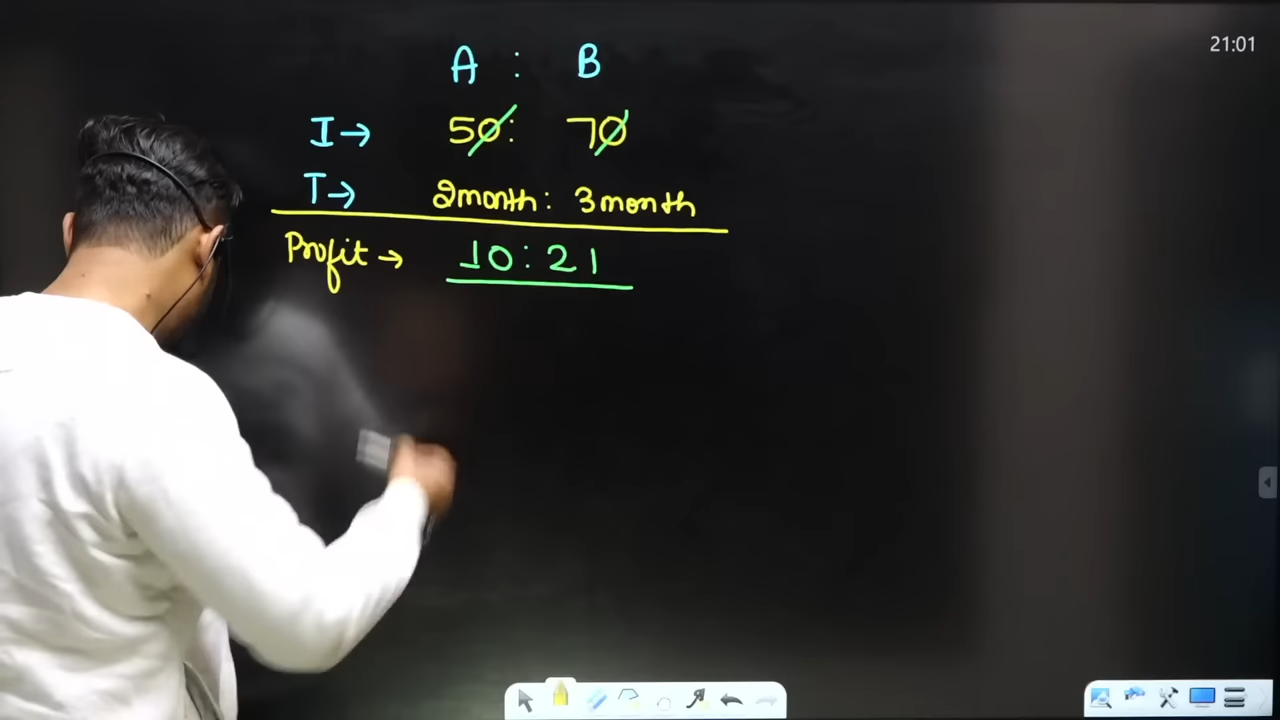 21:01
A : B
I→ 50: 70
T→ 2month: 3month
Profit → 10:21